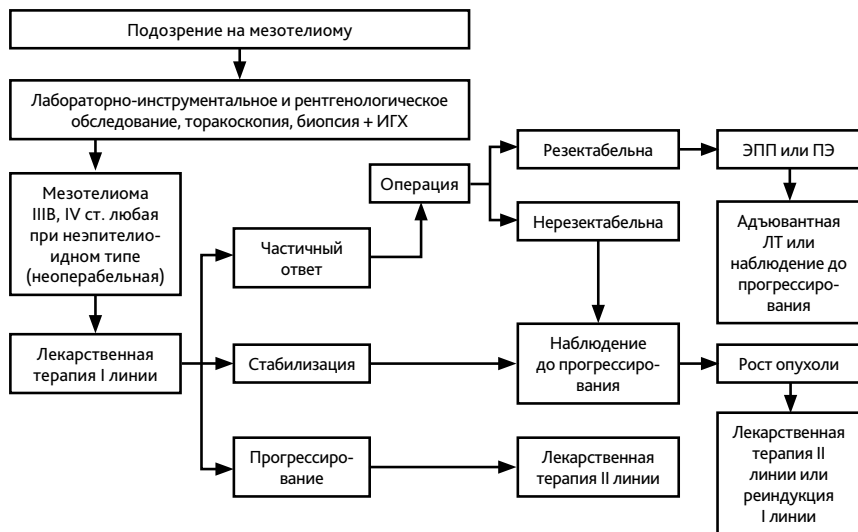 Подозрение на мезотелиому
Лабораторно-инструментальное и рентгенологическое
обследование, торакоскопия, биопсия + ИГХ
Мезотелиома
IIIB, IV ст. любая
при неэпителио-
идном типе
(неоперабельная)
Лекарственная
терапия I линии
Частичный
ответ
Стабилизация
Прогрессиро-
вание
Операция
Резектабельна
Нерезектабельна
Наблюдение
до прогрессиро-
вания
Лекарственная
терапия II линии
ЭПП или ПЭ
Адъювантная
ЛТ или
наблюдение до
прогрессиро-
вания
Рост опухоли
Лекарственная
терапия II
линии или
реиндукция
I линии